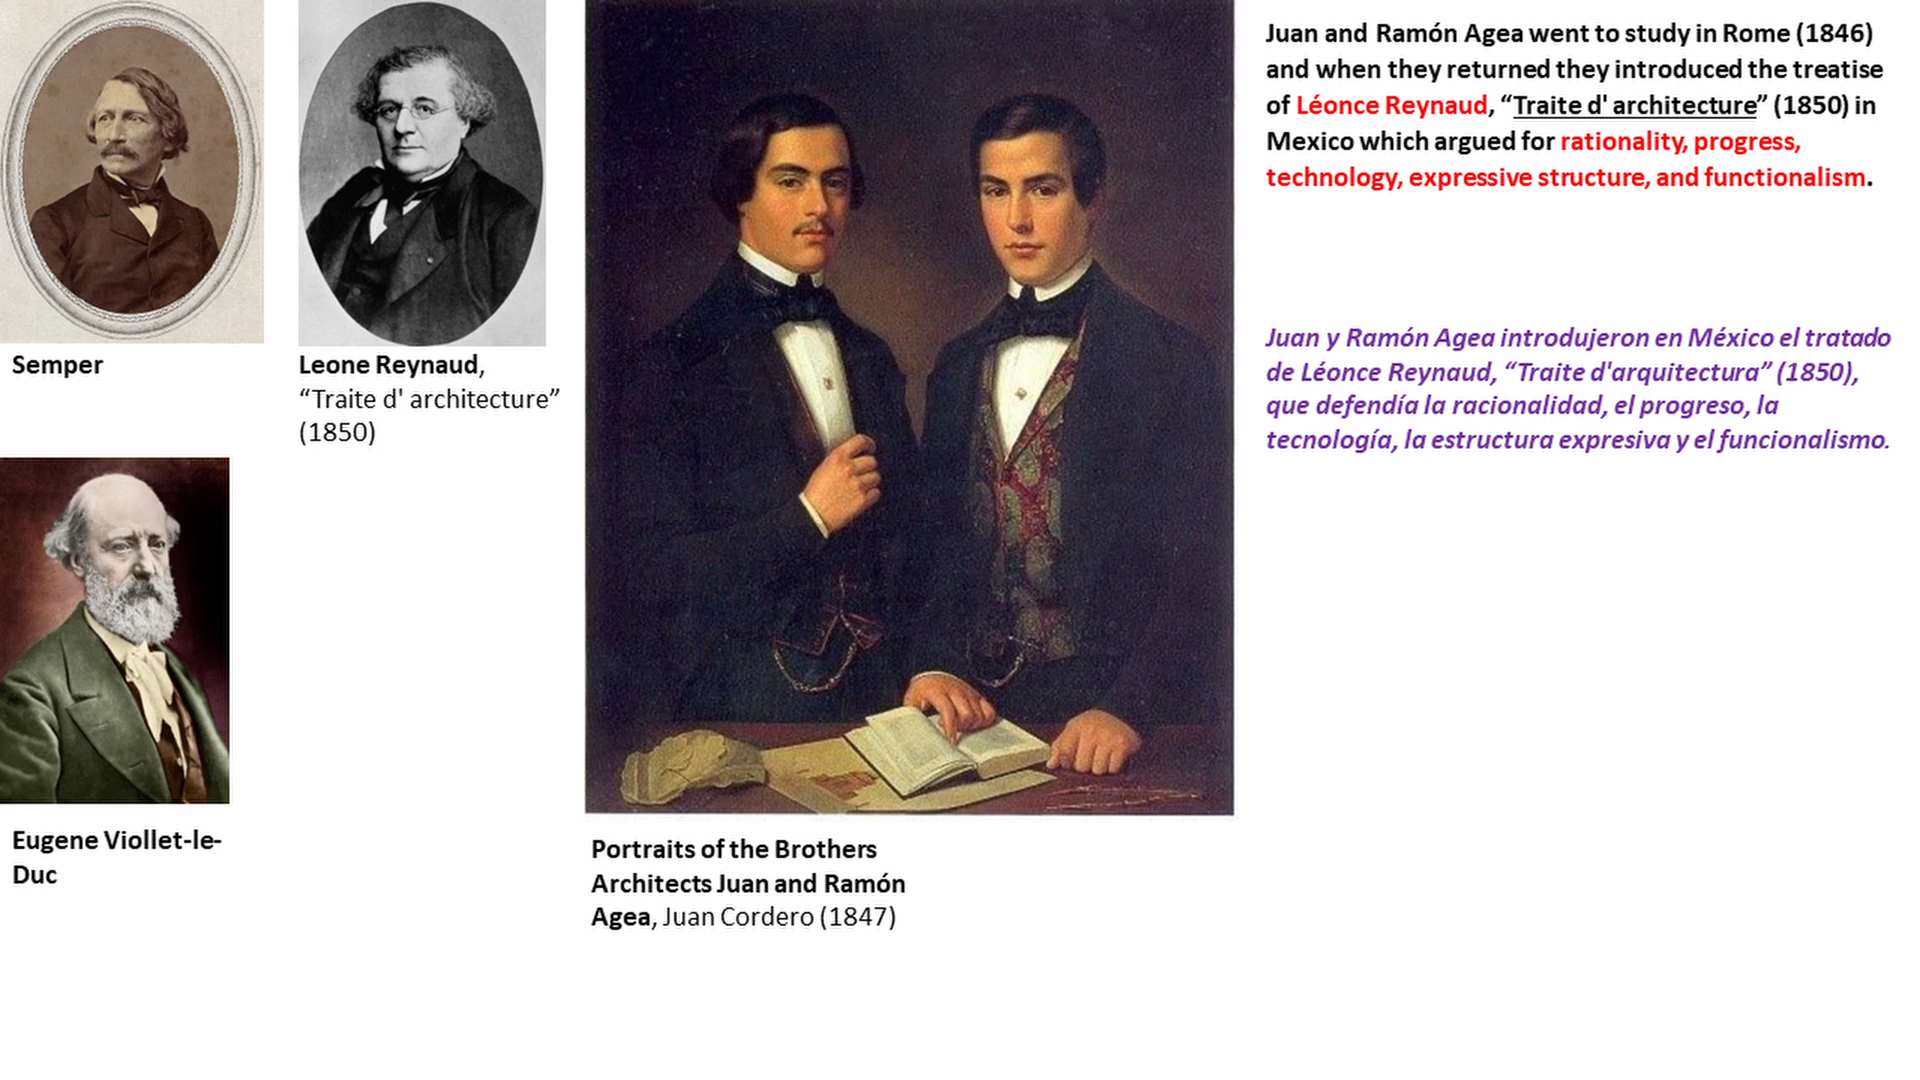 Semper
Leone Reynaud,
“Traite d' architecture”
(1850)
Eugene Viollet-le-
Duc
Portraits of the Brothers
Architects Juan and Ramón
Agea, Juan Cordero (1847)
Juan and Ramón Agea went to study in Rome (1846)
and when they returned they introduced the treatise
of Léonce Reynaud, “Traite d' architecture” (1850) in
Mexico which argued for rationality, progress,
technology, expressive structure, and functionalism.
Juan y Ramón Agea introdujeron en México el tratado
de Léonce Reynaud, “Traite d'arquitectura” (1850),
que defendía la racionalidad, el progreso, la
tecnología, la estructura expresiva y el funcionalismo.